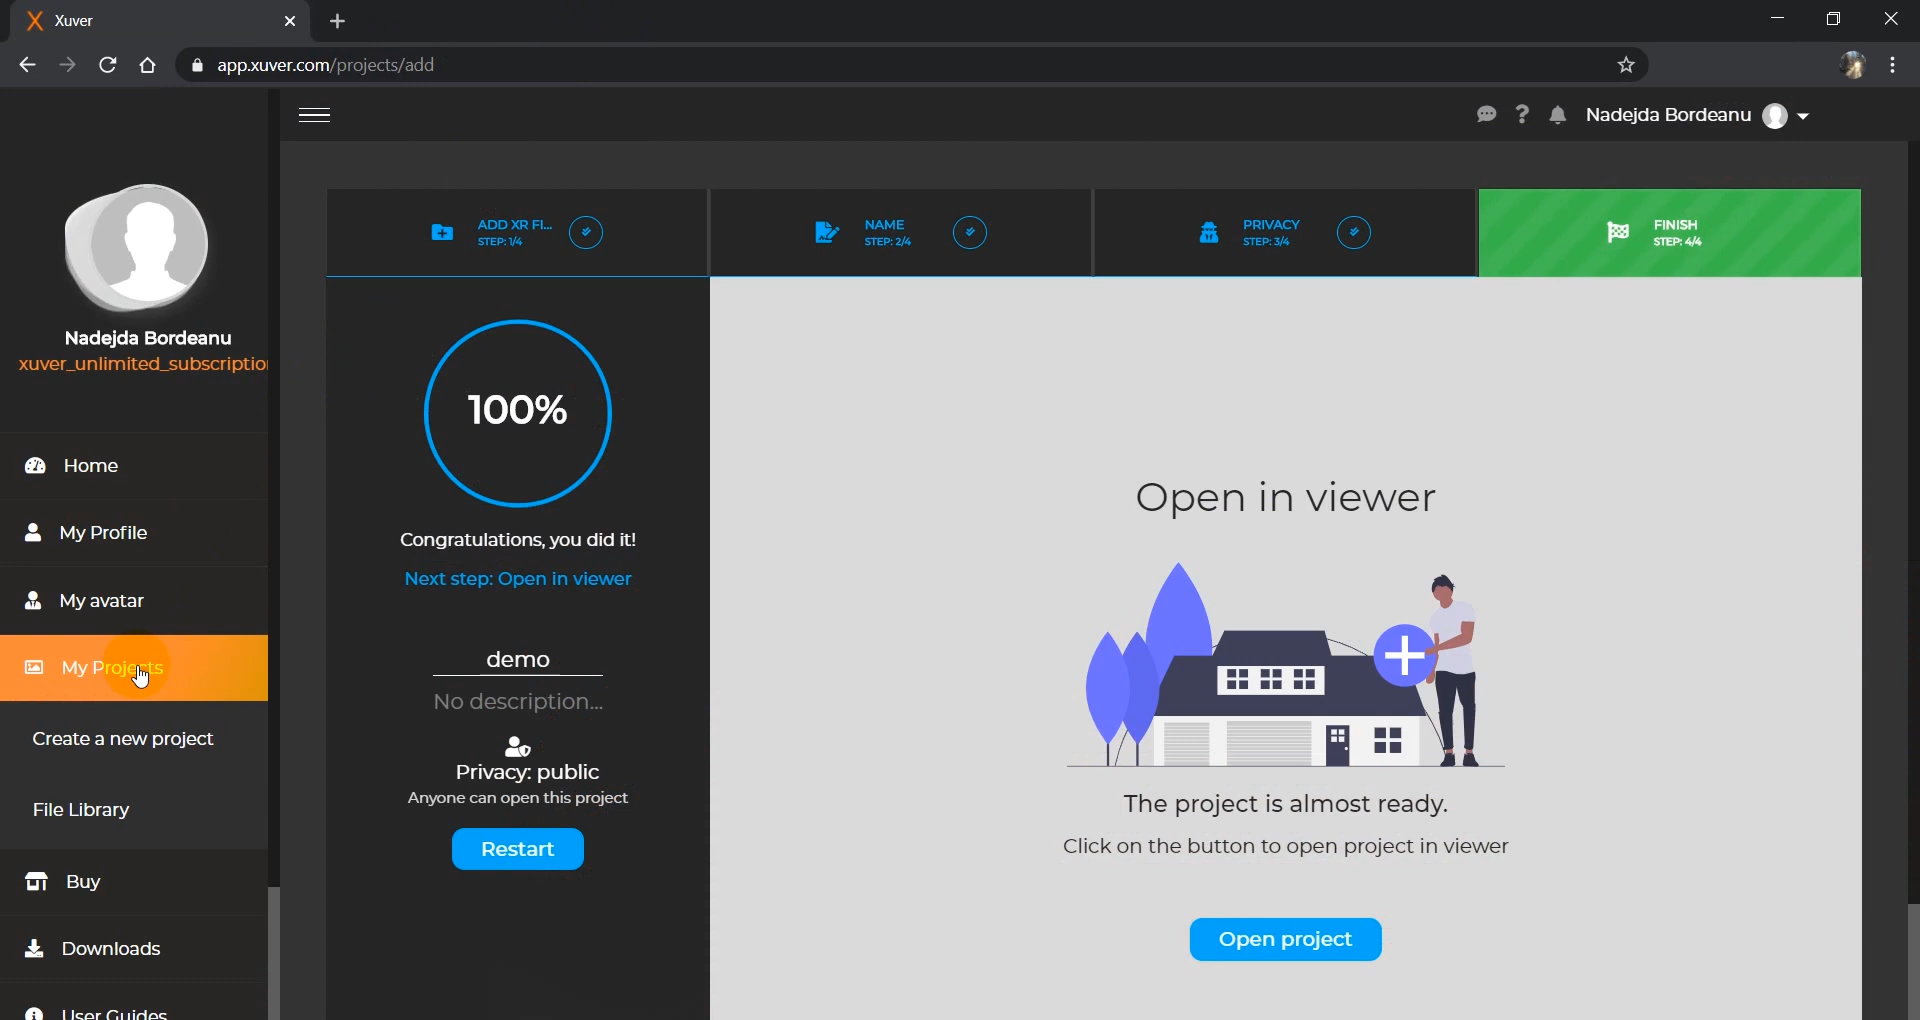 Xuver
app.xuver.com/projects/add
Nadejda Bordeanu
Nadejda Bordeanu
xuver_unlimited_subscriptio
Home
My Profile
My avatar
My Projects
Create a new project
File Library
Buy
Downloads
User Guides
ADD XR FI...
STEP: 1/4
NAME
STEP: 2/4
PRIVACY
STEP: 3/4
FINISH
STEP: 4/4
100%
Congratulations, you did it!
Next step: Open in viewer
demo
No description...
Privacy: public
Anyone can open this project
Restart
Open in viewer
The project is almost ready.
Click on the button to open project in viewer
Open project